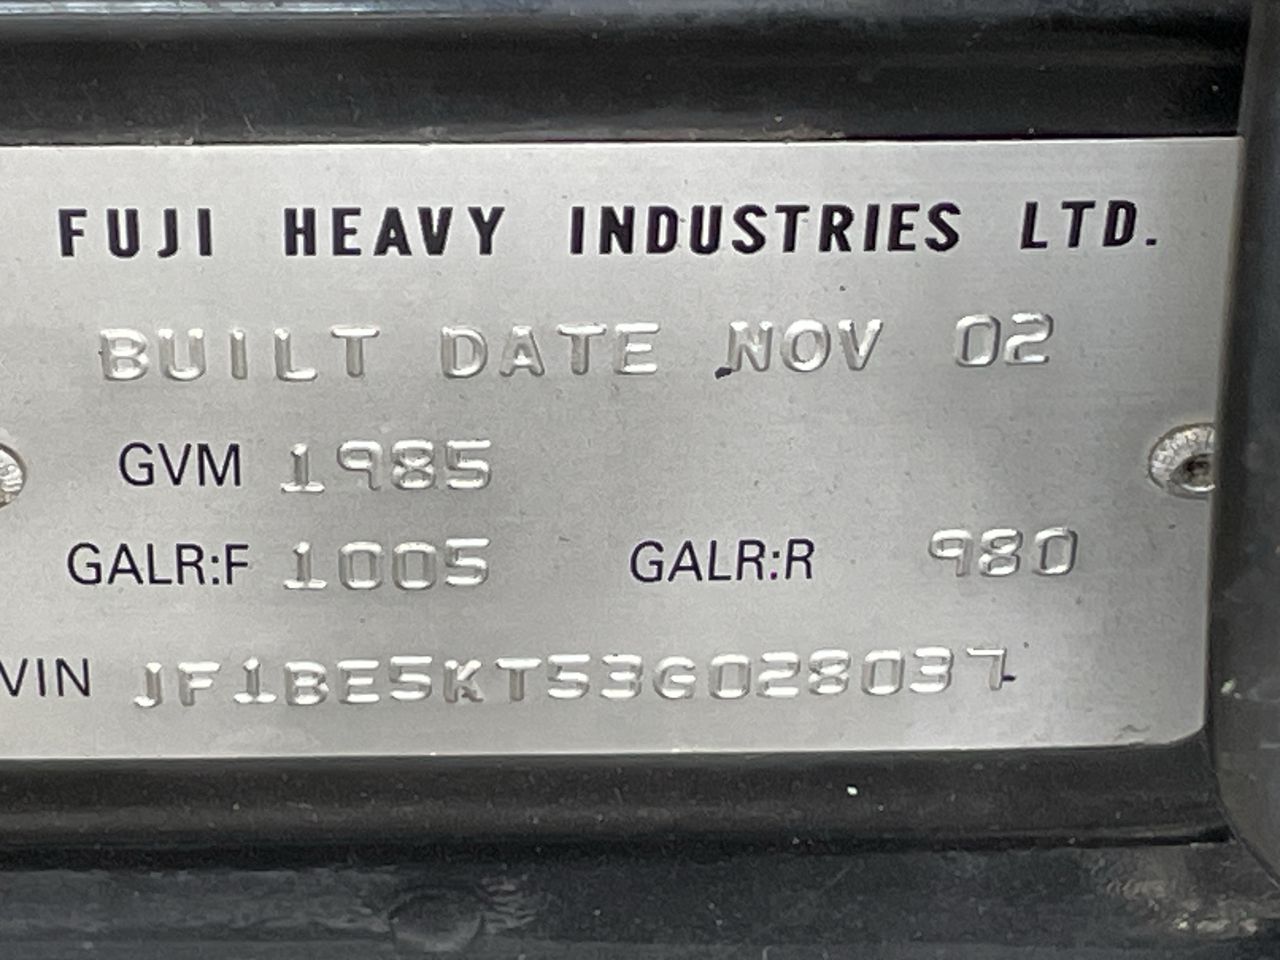 FUJI HEAVY INDUSTRIES LTD.
BUILT DATE NOV 02
GVM 1985
GALR:F 1005 GALR:R 980
VIN JF1BE5KT53G028037